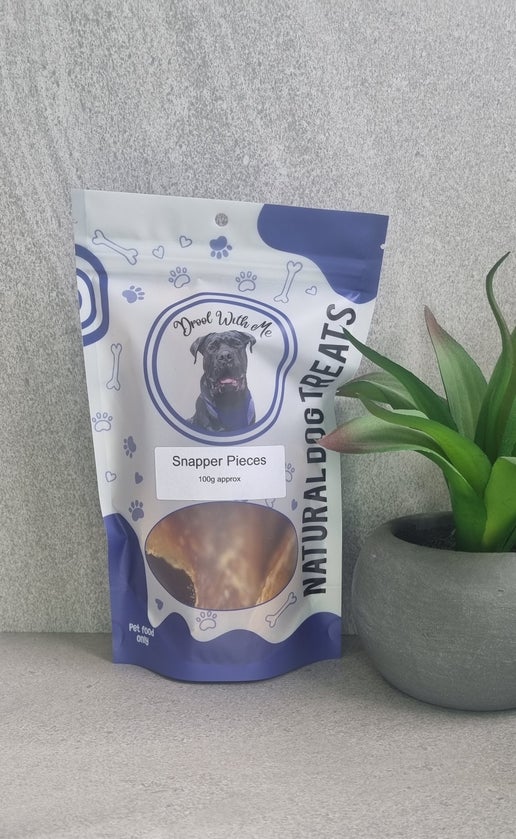 Drool With Me
NATURAL DOG TREATS
Snapper Pieces
100g approx
Pet food
only